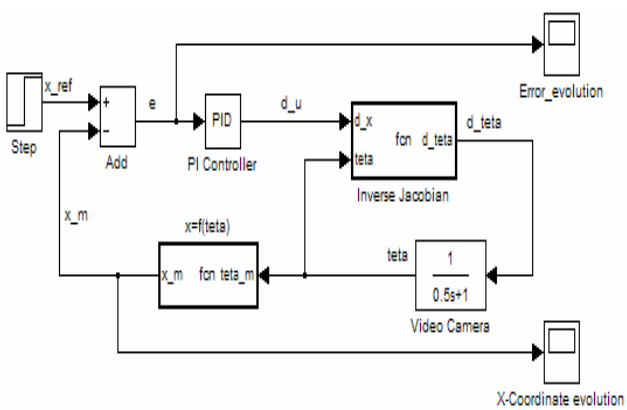 x_ref
Step
+
−
Add
e
PID
PI Controller
d_u
d_x
teta
fcn
d_teta
Inverse Jacobian
d_teta
Error_evolution
x_m
x=f(teta)
x_m
fcn
teta_m
teta
1
0.5s+1
Video Camera
X-Coordinate evolution